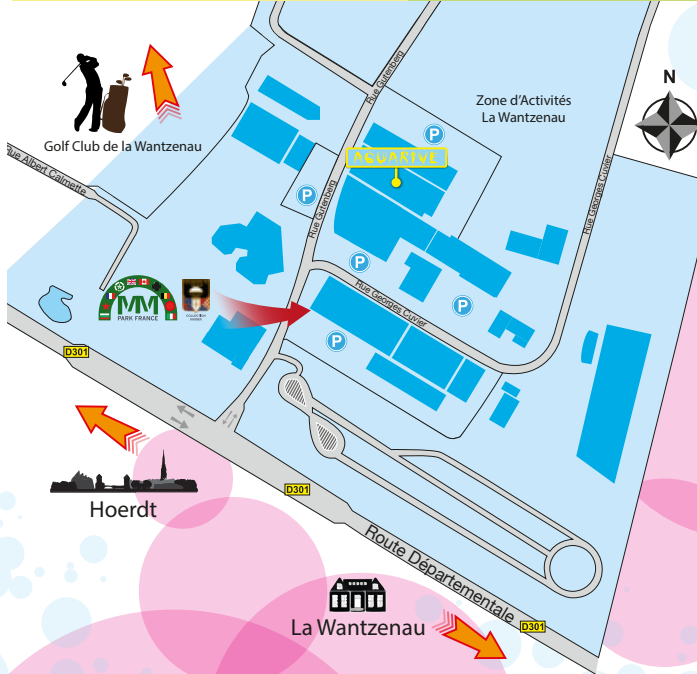 Rue Gutenberg
N
Zone d'Activités
La Wantzenau
P
Golf Club de la Wantzenau
AQUARIVE
Rue Albert Calmette
P
Rue Gutenberg
Rue Georges Cuvier
P
MM
PARK FRANCE
Rue Georges Cuvier
P
P
D301
Hoerdt
D301
Route Départementale
La Wantzenau
D301